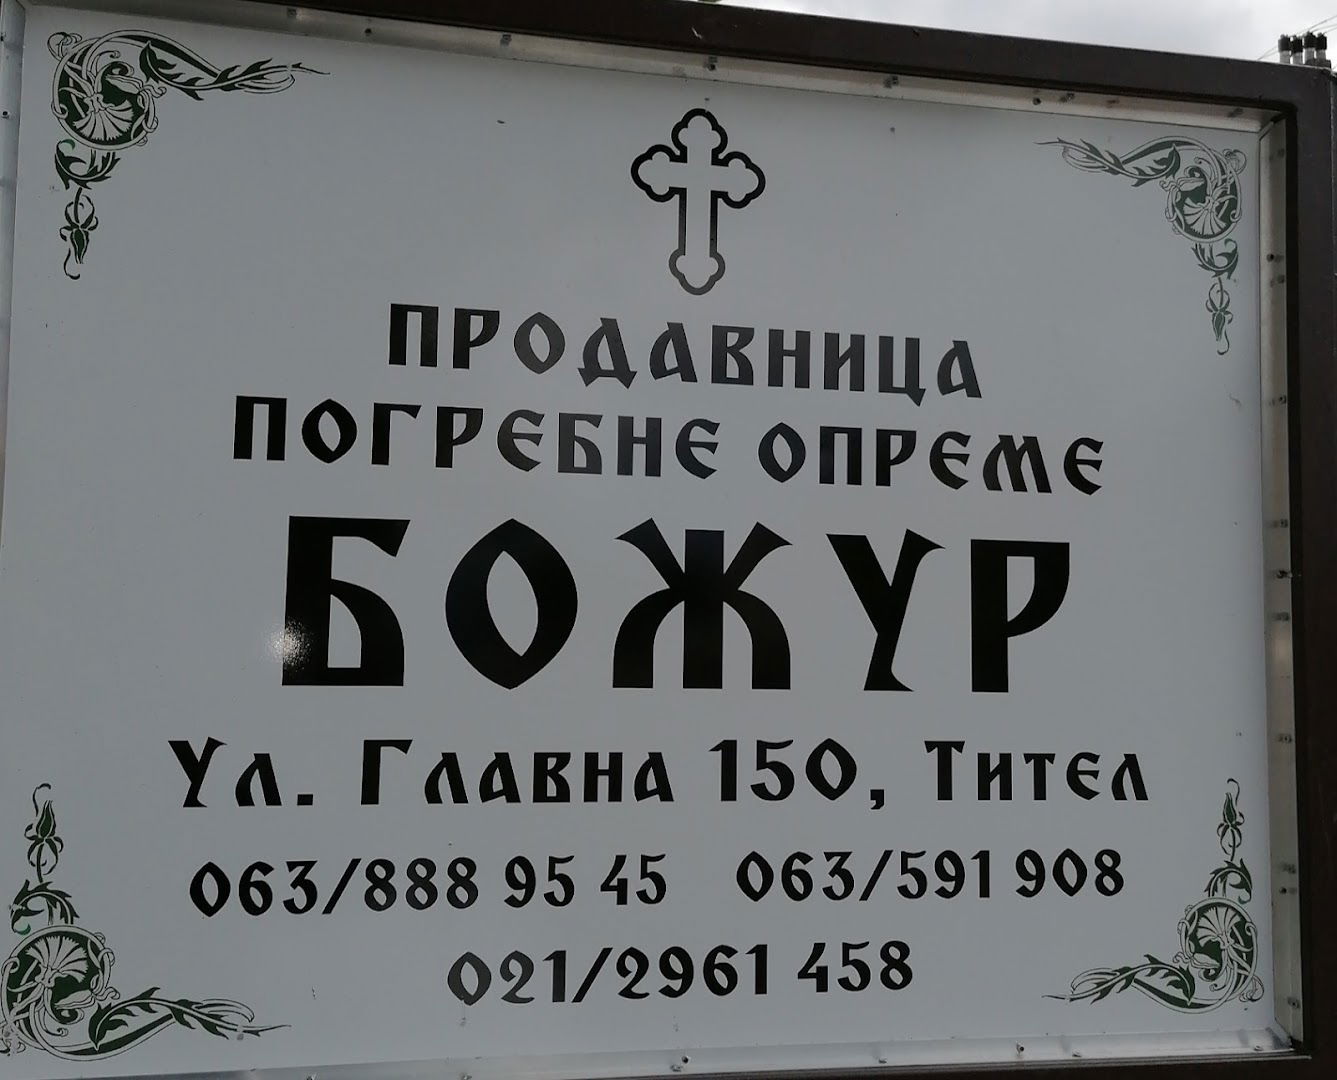 ПРОДАВНИЦА
ПОГРЕБНЕ ОПРЕМЕ
БОЖУР
Ул. Главна 150, Тител
063/888 95 45 063/591 908
021/2961 458